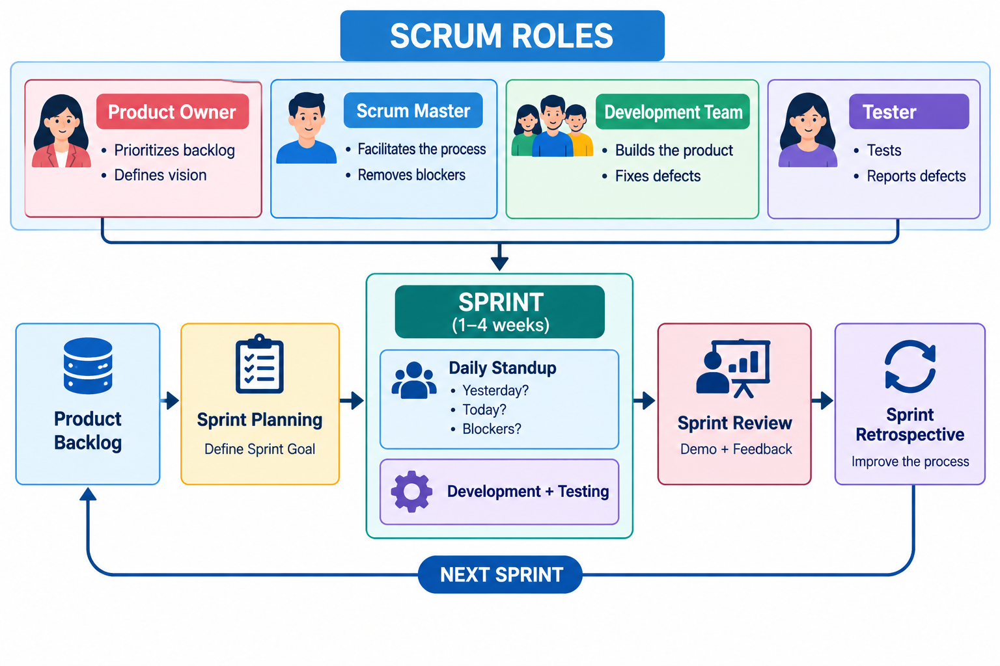 SCRUM ROLES
Product Owner
• Prioritizes backlog
• Defines vision
Scrum Master
• Facilitates the process
• Removes blockers
Development Team
• Builds the product
• Fixes defects
Tester
• Tests
• Reports defects
Product
Backlog
Sprint Planning
Define Sprint Goal
SPRINT
(1–4 weeks)
Daily Standup
• Yesterday?
• Today?
• Blockers?
Development + Testing
Sprint Review
Demo + Feedback
Sprint
Retrospective
Improve the process
NEXT SPRINT